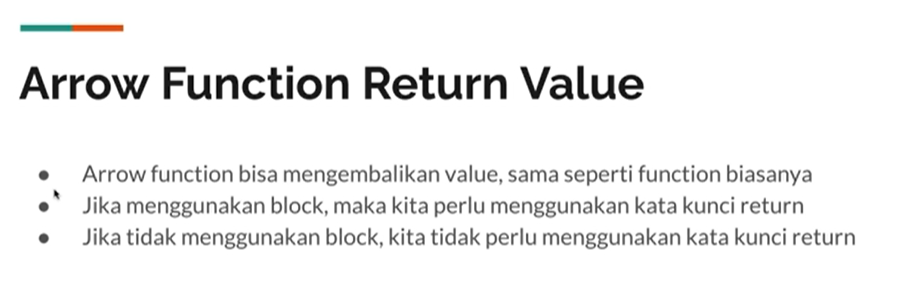 Arrow Function Return Value
● Arrow function bisa mengembalikan value, sama seperti function biasanya
● Jika menggunakan block, maka kita perlu menggunakan kata kunci return
● Jika tidak menggunakan block, kita tidak perlu menggunakan kata kunci return